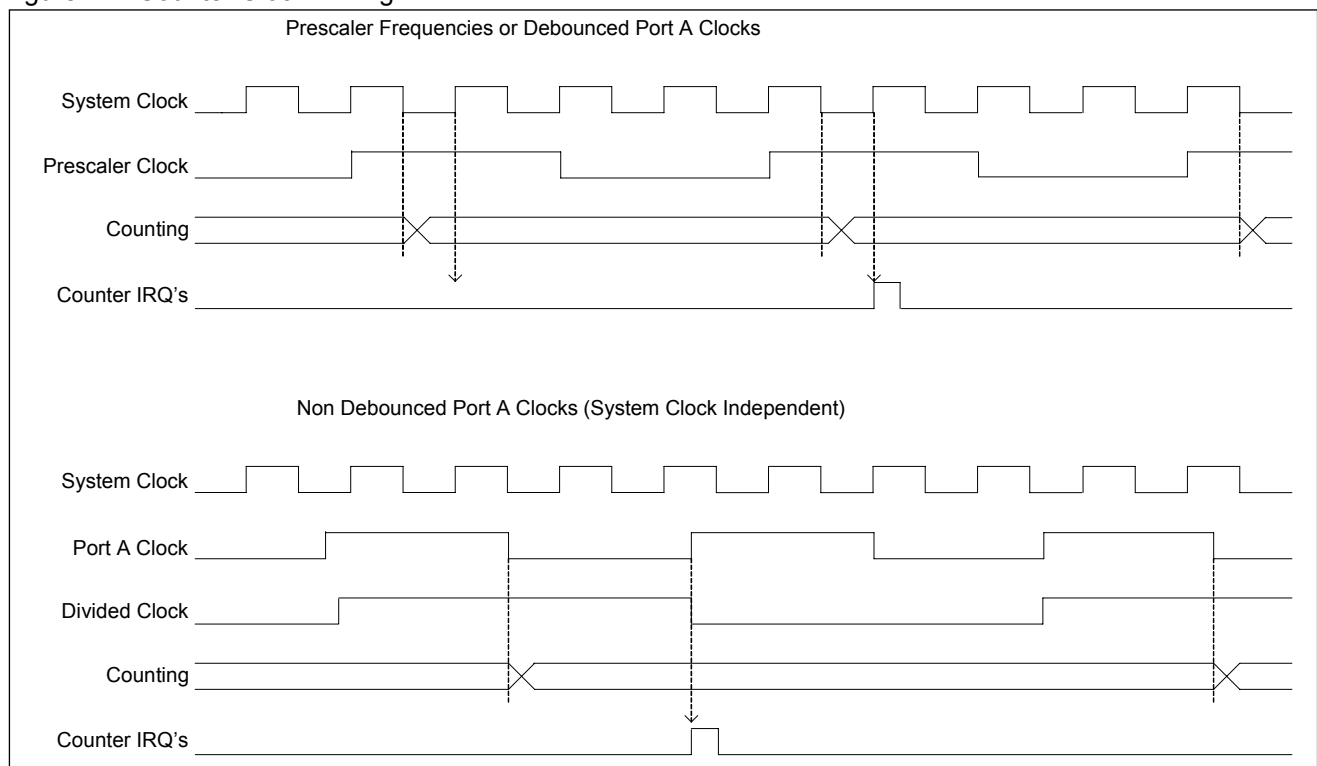 Prescaler Frequencies or Debounced Port A Clocks
System Clock
Prescaler Clock
Counting
Counter IRQ's
Non Debounced Port A Clocks (System Clock Independent)
System Clock
Port A Clock
Divided Clock
Counting
Counter IRQ's